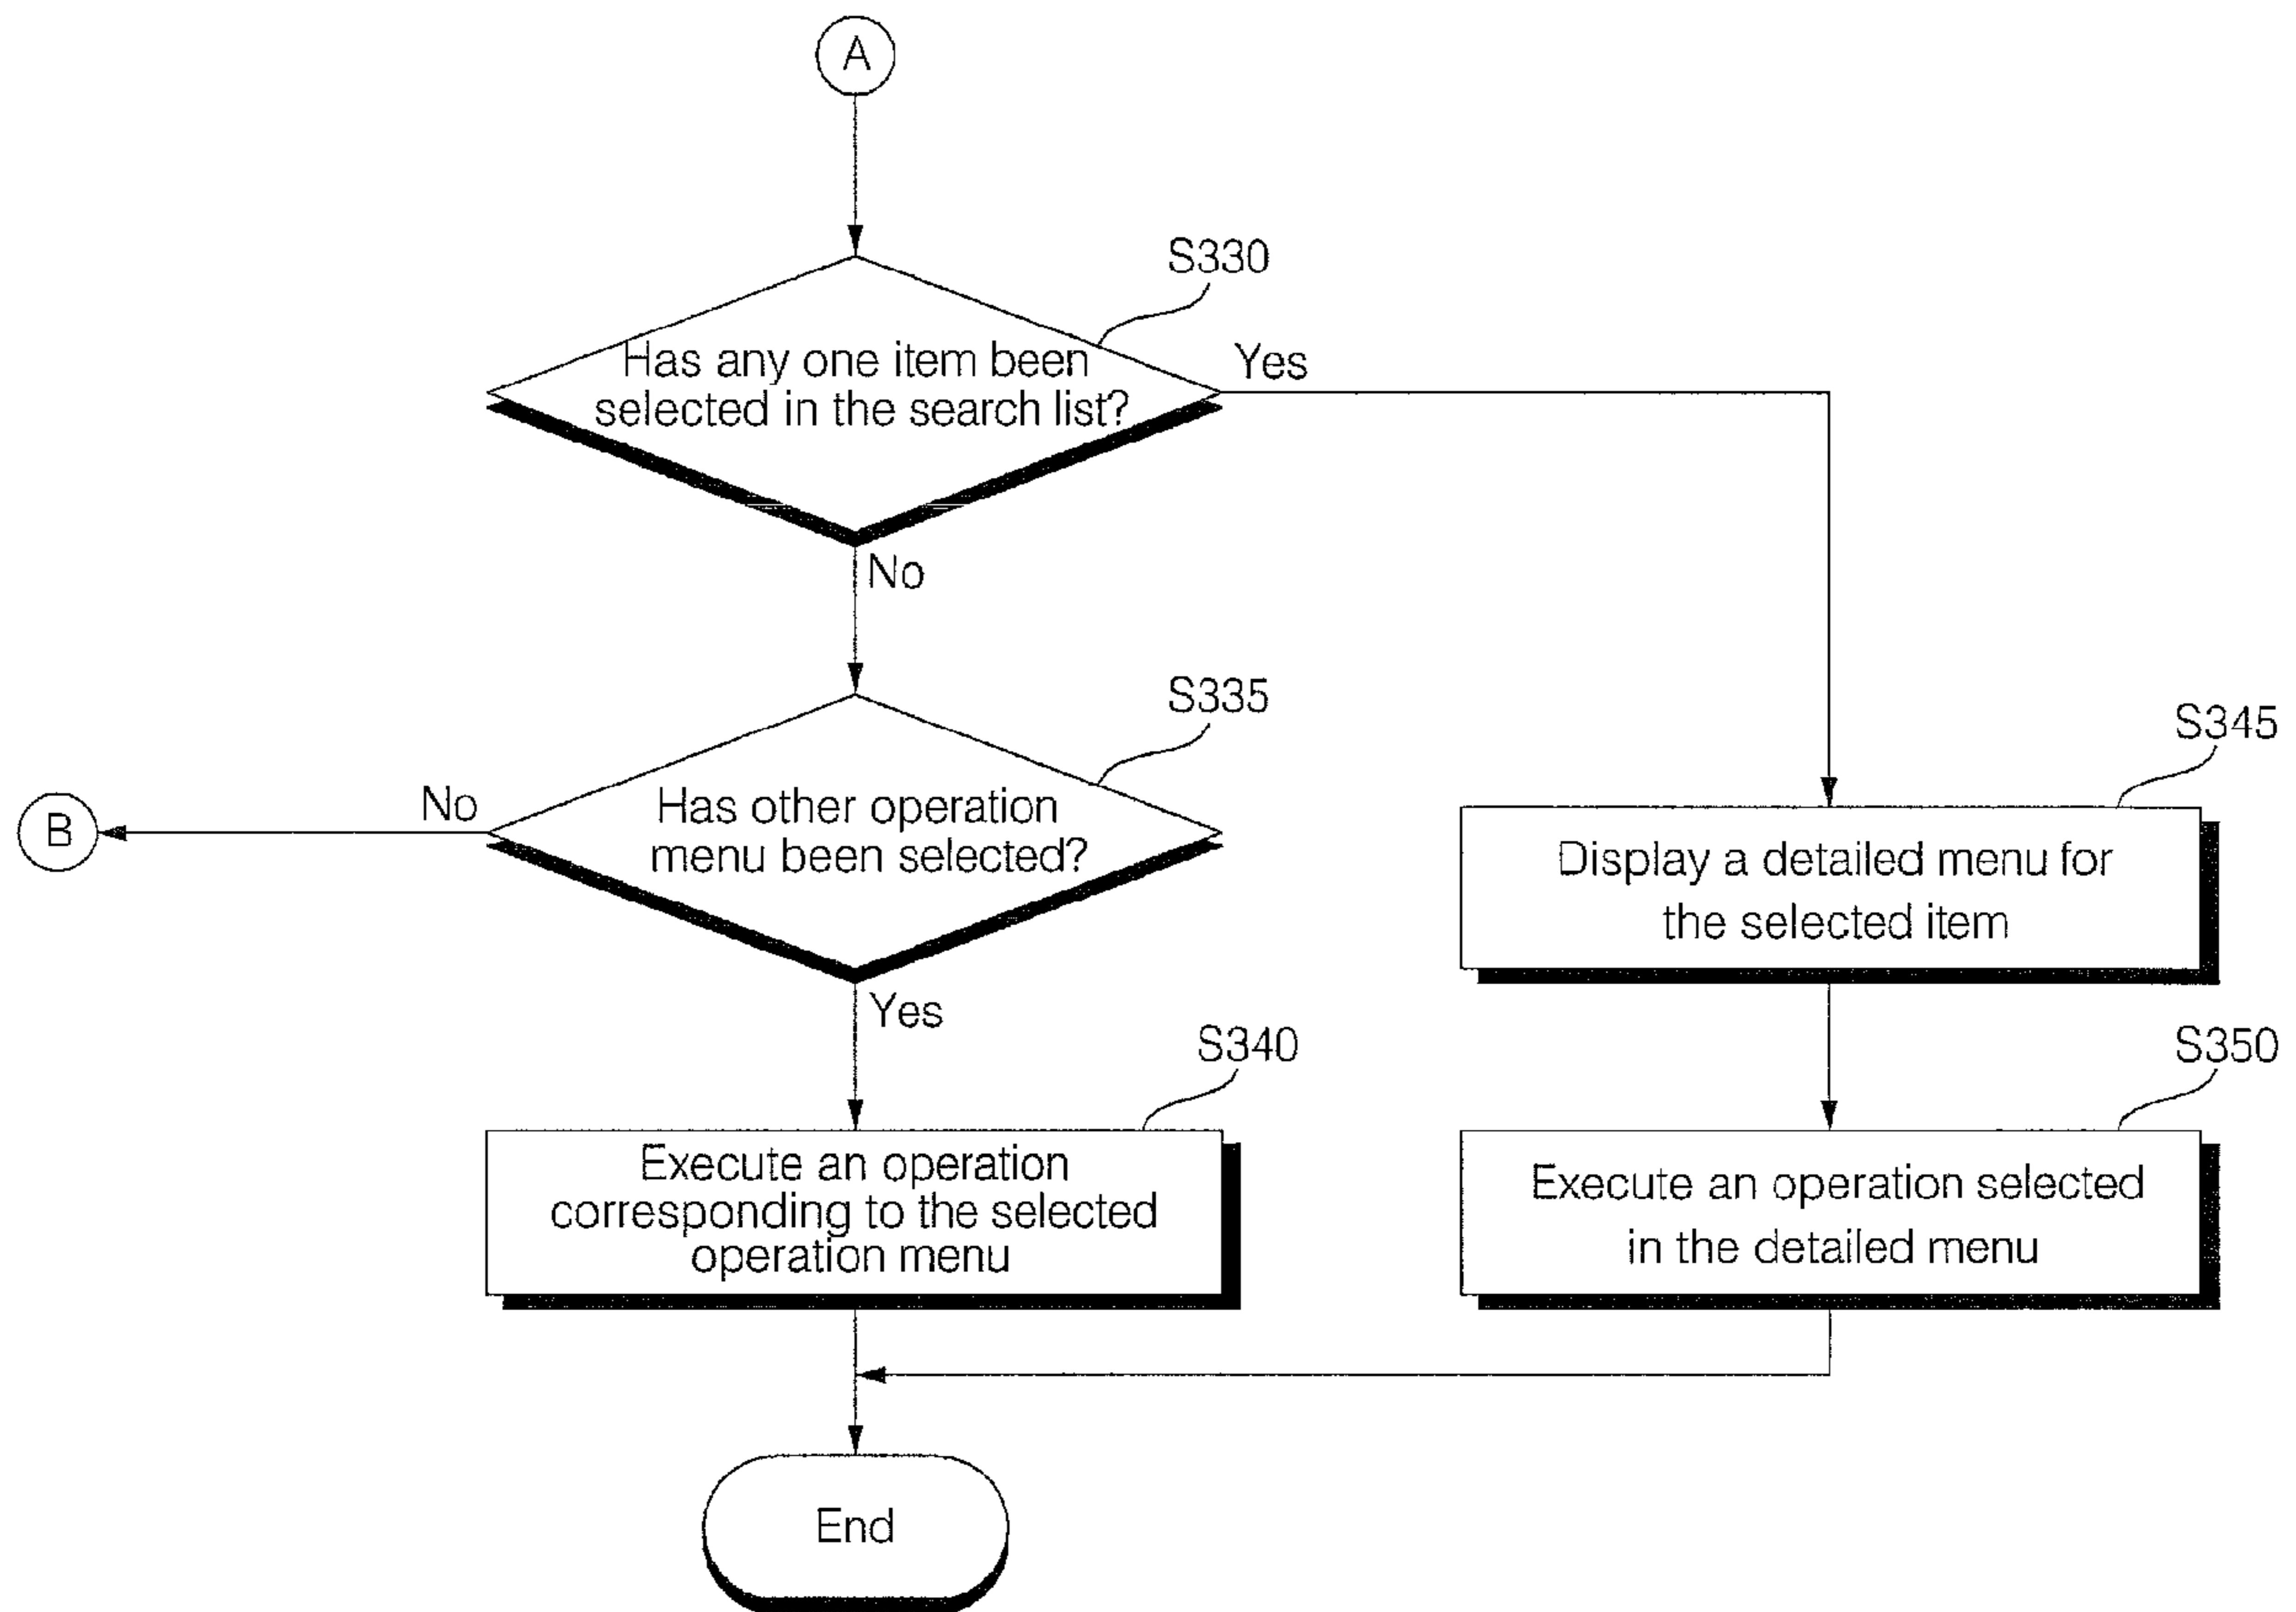 A
S330
Has any one item been
selected in the search list?
Yes
No
S335
Has other operation
menu been selected?
No
B
Yes
S345
Display a detailed menu for
the selected item
S340
Execute an operation
corresponding to the selected
operation menu
S350
Execute an operation selected
in the detailed menu
End